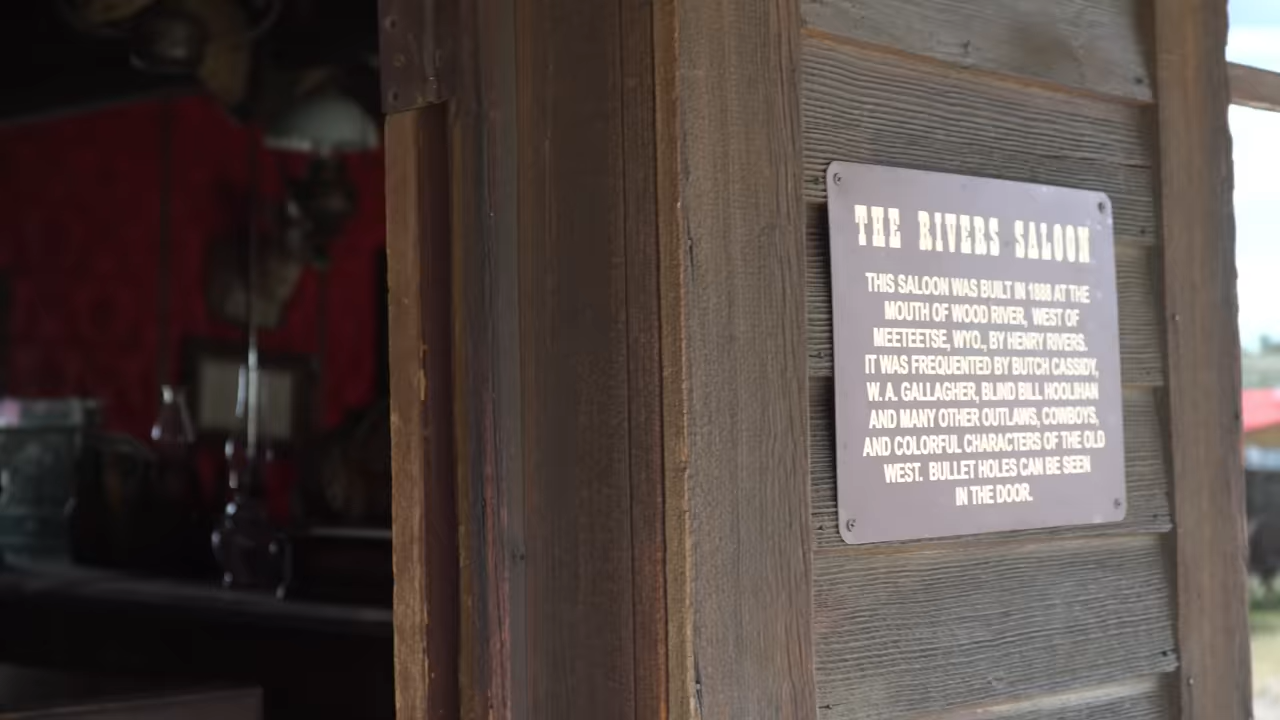 THE RIVERS SALOON
THIS SALOON WAS BUILT IN 1888 AT THE
MOUTH OF WOOD RIVER, WEST OF
MEETEETSE, WYO., BY HENRY RIVERS.
IT WAS FREQUENTED BY BUTCH CASSIDY,
W. A. GALLAGHER, BLIND BILL HOOLIHAN
AND MANY OTHER OUTLAWS, COWBOYS,
AND COLORFUL CHARACTERS OF THE OLD
WEST. BULLET HOLES CAN BE SEEN
IN THE DOOR.